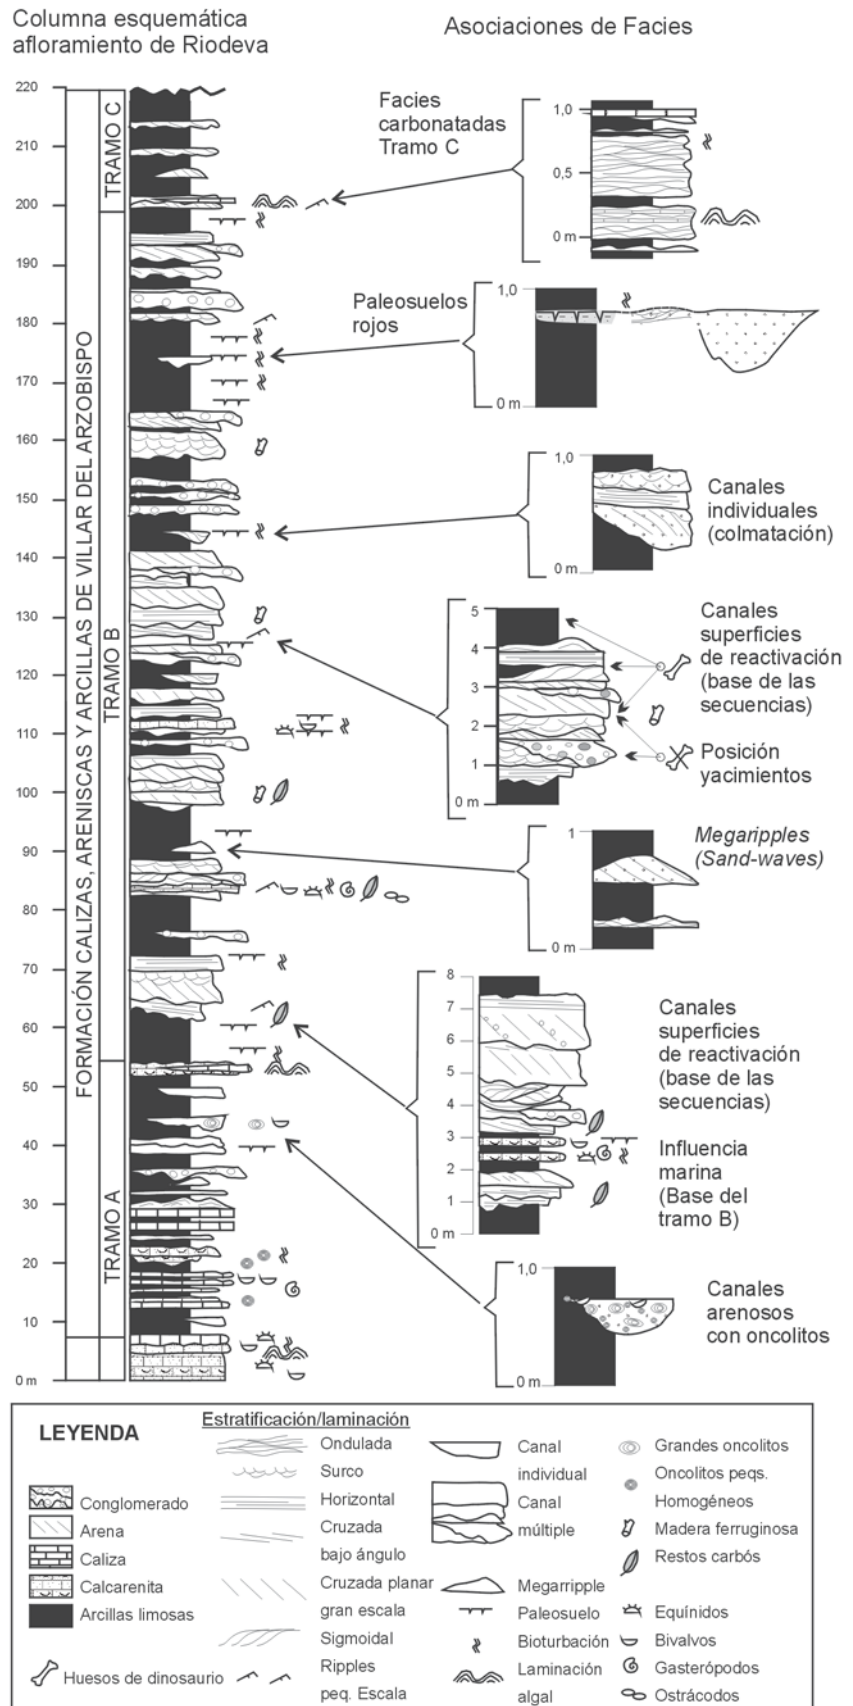 Columna esquemática
afloramiento de Riodeva
Asociaciones de Facies
220
210
200
190
190
180
170
160
150
140
130
120
110
100
90
80
70
60
50
40
30
20
10
0 m
FORMACIÓN CALIZAS, ARENISCAS Y ARCILLAS DE VILLAR DEL ARZOBISPO
TRAMO C
TRAMO B
TRAMO A
Facies
carbonatadas
Tramo C
1,0
0,5
0 m
Paleosuelos
rojos
1,0
0 m
1,0
0 m
Canales
individuales
(colmatación)
5
4
3
2
1
0 m
Canales
superficies
de reactivación
(base de las
secuencias)
Posición
yacimientos
1
0 m
Megaripples
(Sand-waves)
8
7
6
5
4
3
2
1
0 m
Canales
superficies
de reactivación
(base de las
secuencias)
Influencia
marina
(Base del
tramo B)
1,0
0 m
Canales
arenosos
con oncolitos
LEYENDA
Conglomerado
Arena
Caliza
Calcarenita
Arcillas limosas
Huesos de dinosaurio
Estratificación/laminación
Ondulada
Surco
Horizontal
Cruzada
bajo ángulo
Cruzada planar
gran escala
Sigmoidal
Ripples
peq. Escala
Canal
individual
Canal
múltiple
Megarripple
Paleosuelo
Bioturbación
Laminación
algal
Grandes oncolitos
Oncolitos peqs.
Homogéneos
Madera ferruginosa
Restos carbós
Equínidos
Bivalvos
Gasterópodos
Ostrácodos